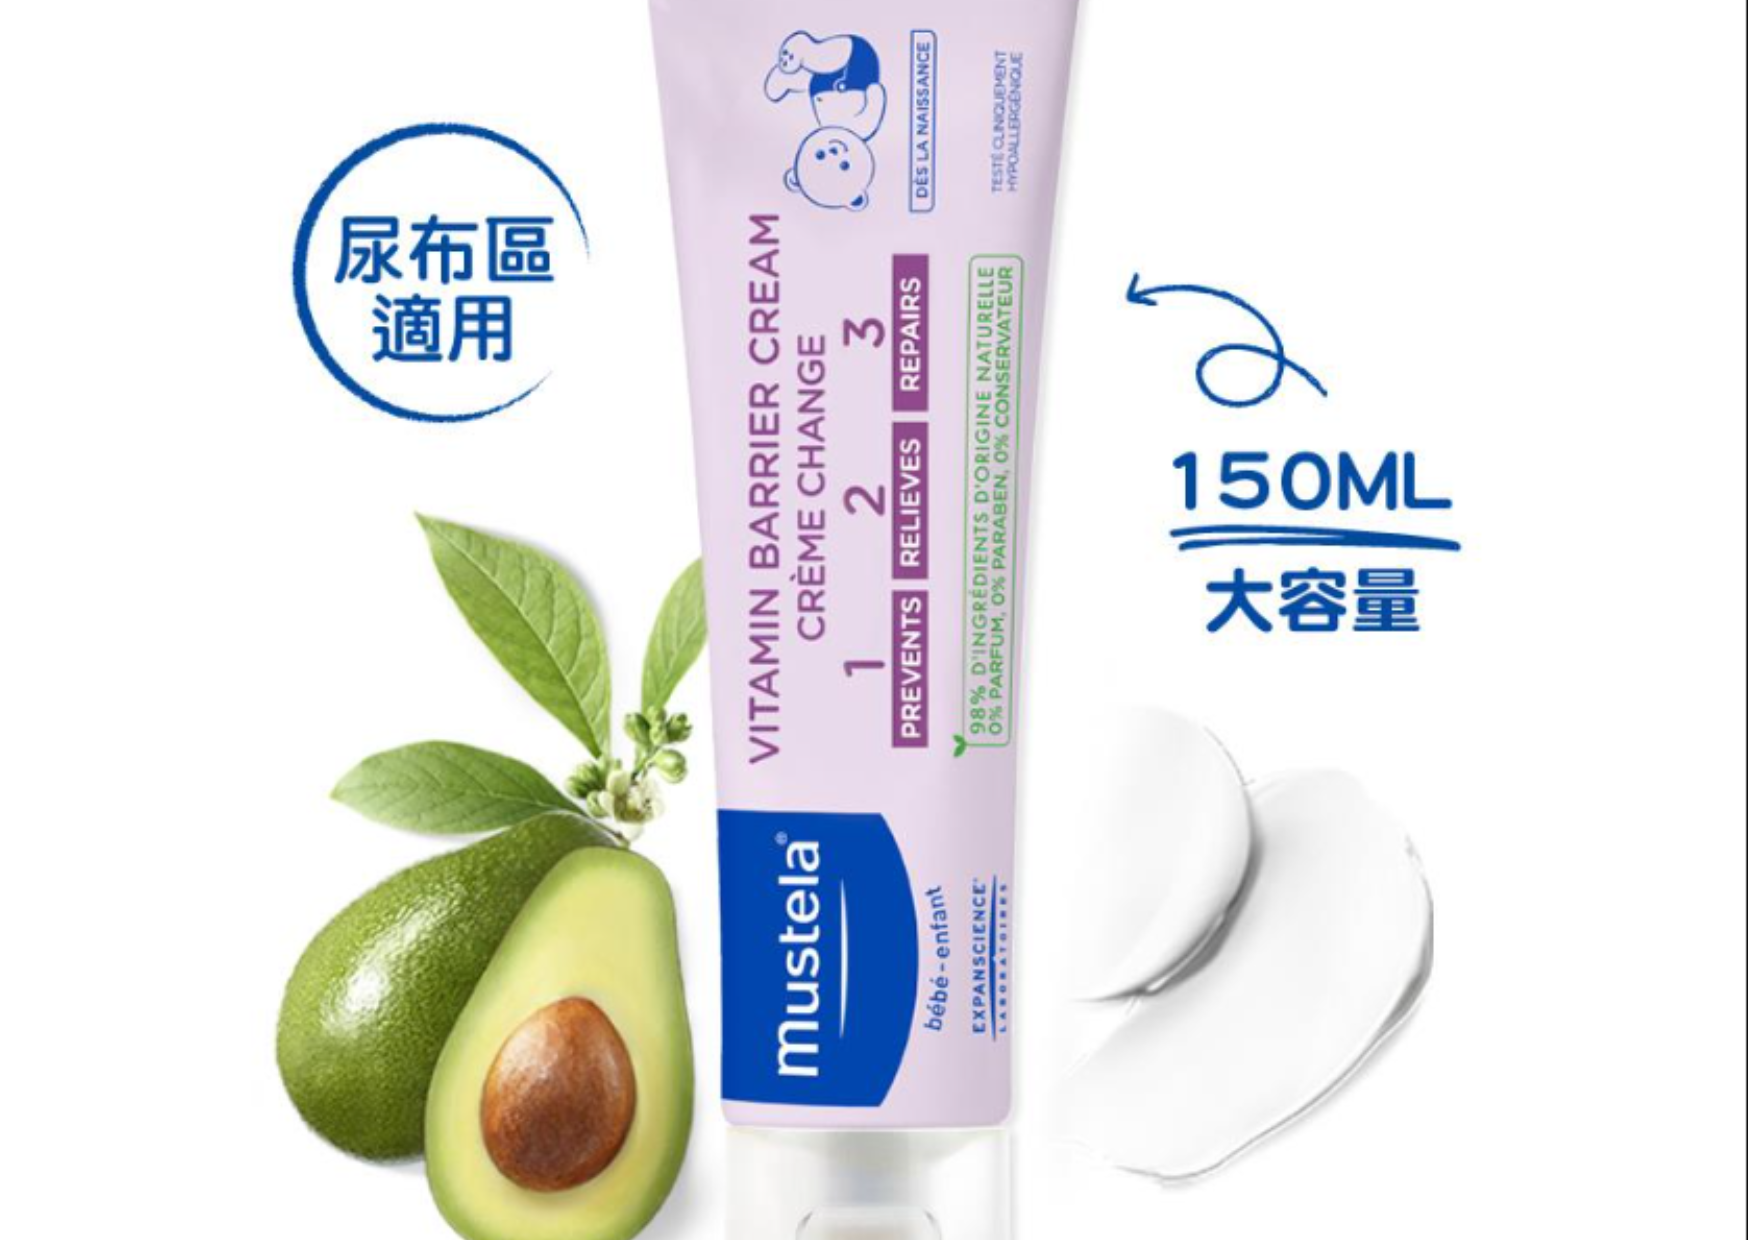 尿布區
適用
VITAMIN BARRIER CREAM
CRÈME CHANGE
1 2 3
PREVENTS RELIEVES REPAIRS
98% D'INGRÉDIENTS D'ORIGINE NATURELLE
0% PARFUM, 0% PARABEN, 0% CONSERVATEUR
DÈS LA NAISSANCE
TESTÉ CLINIQUEMENT
HYPOALLERGÉNIQUE
mustela®
bébé-enfant
EXPANSCIENCE®
LABORATOIRES
150ML
大容量